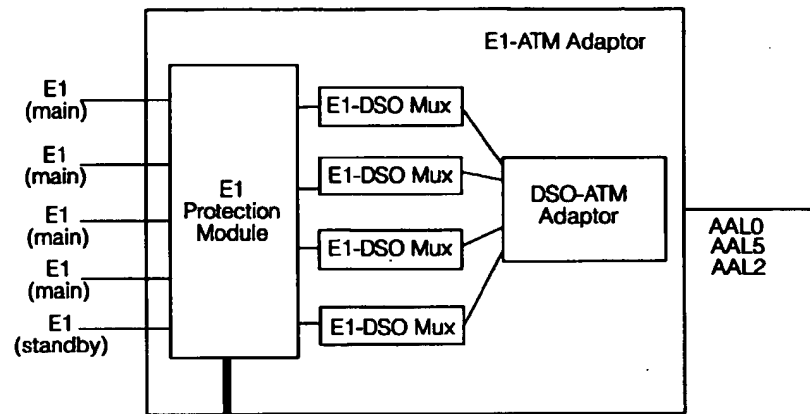 E1-ATM Adaptor
E1
(main)
E1
(main)
E1
(main)
E1
(main)
E1
(standby)
E1
Protection
Module
E1-DSO Mux
E1-DSO Mux
E1-DSO Mux
E1-DSO Mux
DSO-ATM
Adaptor
AAL0
AAL5
AAL2